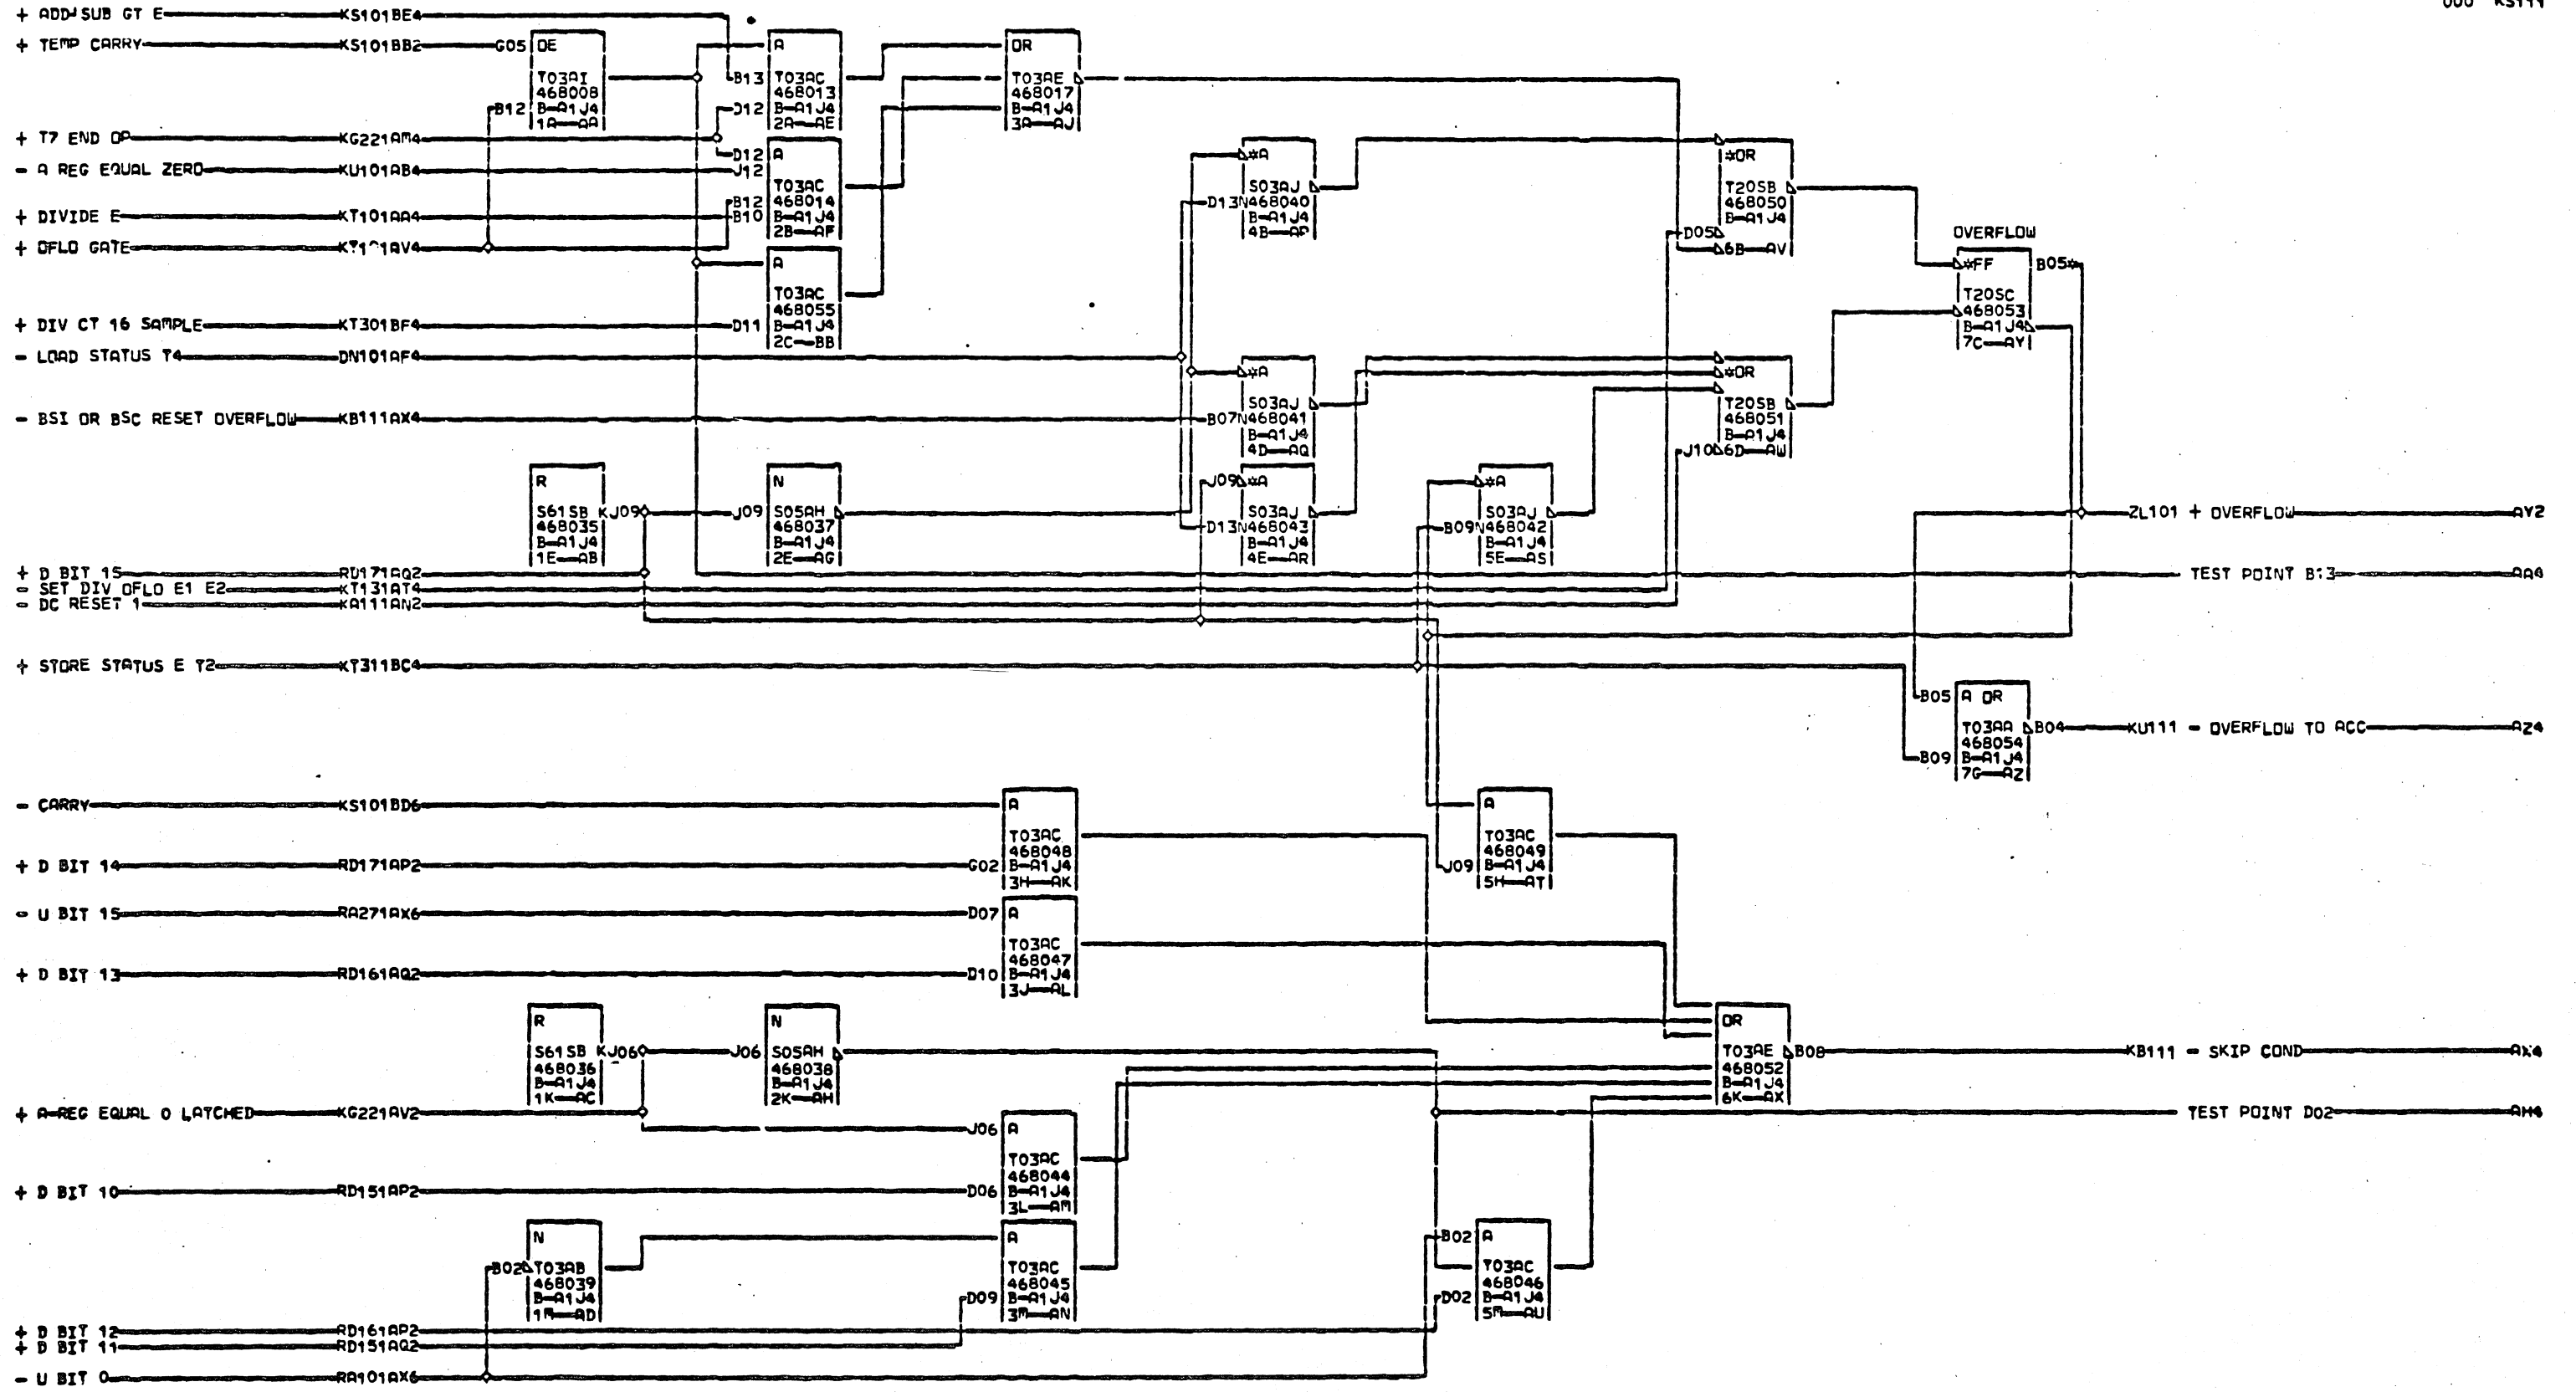 000 KS111
+ ADD SUB GT E KS101BE4
+ TEMP CARRY KS101BB2 G05 OE A OR
T03AI B13 T03AC T03AE
468008 468013 468017
B12 B-A1J4 D12 B-A1J4 B-A1J4
1A-AA 2A-AE 3A-AJ
+ T7 END OP KG221AM4
D12 A *A *OR
- A REG EQUAL ZERO KU101AB4 J12
T03AC S03AJ T20SB
B12 468014 D13N468040 468050
+ DIVIDE E KT101AA4 B10 B-A1J4 B-A1J4 B-A1J4
2B-AF 4B-AP D05
+ OFLO GATE 6B-AV
OVERFLOW
A *FF B05*
T03AC T20SC
468055 468053
+ DIV CT 16 SAMPLE KT301BF4 D11 B-A1J4 B-A1J4
2C-BB 7C-AY
- LOAD STATUS T4 DN101AF4
*A *OR
S03AJ T20SB
- BSI OR BSC RESET OVERFLOW KB111AX4 B07N468041 468051
B-A1J4 B-A1J4
4D-AQ J10 6D-AW
R N J09 *A *A
S61SB K J09 J09 S05AH S03AJ S03AJ ZL101 + OVERFLOW AY2
468035 468037 D13N468043 B09N468042
B-A1J4 B-A1J4 B-A1J4 B-A1J4
1E-AB 2E-AG 4E-AR 5E-AS
+ D BIT 15 RD171AQ2 TEST POINT B13 AA4
- SET DIV OFLO E1 E2 KT131AT4
- DC RESET 1 KA111AN2
+ STORE STATUS E T2 KT311BC4
B05 A OR
T03AA B04 KU111 - OVERFLOW TO ACC AZ4
468054
B09 B-A1J4
7G-AZ
- CARRY KS101BD6 A A
T03AC T03AC
468048 468049
+ D BIT 14 RD171AP2 G02 B-A1J4 J09 B-A1J4
3H-AK 5H-AT
- U BIT 15 RA271AX6 D07 A
T03AC
468047
+ D BIT 13 RD161AQ2 D10 B-A1J4
3J-AL
R N OR
S61SB K J06 J06 S05AH T03AE B08 KB111 - SKIP COND AX4
468036 468038 468052
B-A1J4 B-A1J4 B-A1J4
1K-AC 2K-AH 6K-AX
+ A-REG EQUAL 0 LATCHED KG221AV2 TEST POINT D02 AH4
J06 A
T03AC
468044
+ D BIT 10 RD151AP2 D06 B-A1J4
3L-AM
N A B02 A
B02 T03AB T03AC T03AC
468039 468045 468046
B-A1J4 D09 B-A1J4 D02 B-A1J4
1M-AD 3M-AN 5M-AU
+ D BIT 12 RD161AP2
+ D BIT 11 RD151AQ2
- U BIT 0 RA101AX6